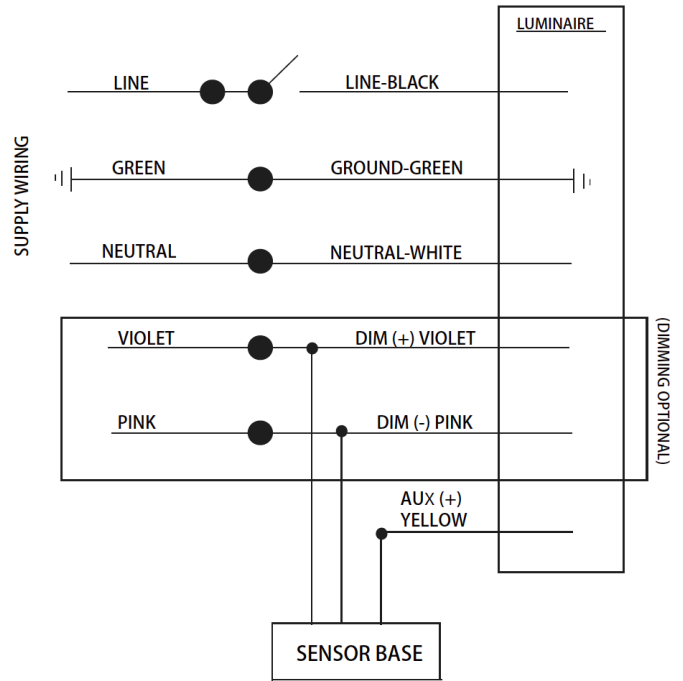 LUMINAIRE
LINE
LINE-BLACK
GREEN
GROUND-GREEN
SUPPLY WIRING
NEUTRAL
NEUTRAL-WHITE
VIOLET
DIM (+) VIOLET
PINK
DIM (-) PINK
(DIMMING OPTIONAL)
AUX (+)
YELLOW
SENSOR BASE